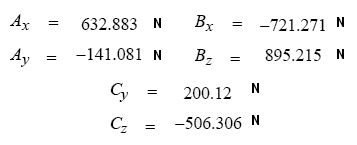 Ax = 632.883 N Bx = −721.271 N
Ay = −141.081 N Bz = 895.215 N
Cy = 200.12 N
Cz = −506.306 N